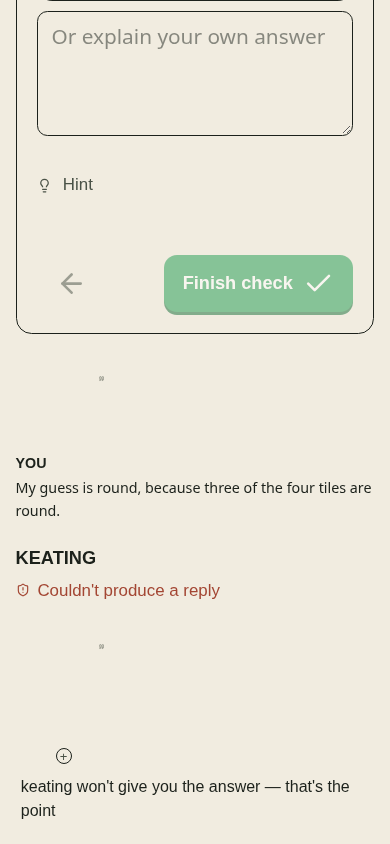 Or explain your own answer
Hint
Finish check
YOU
My guess is round, because three of the four tiles are
round.
KEATING
Couldn't produce a reply
keating won't give you the answer — that's the
point